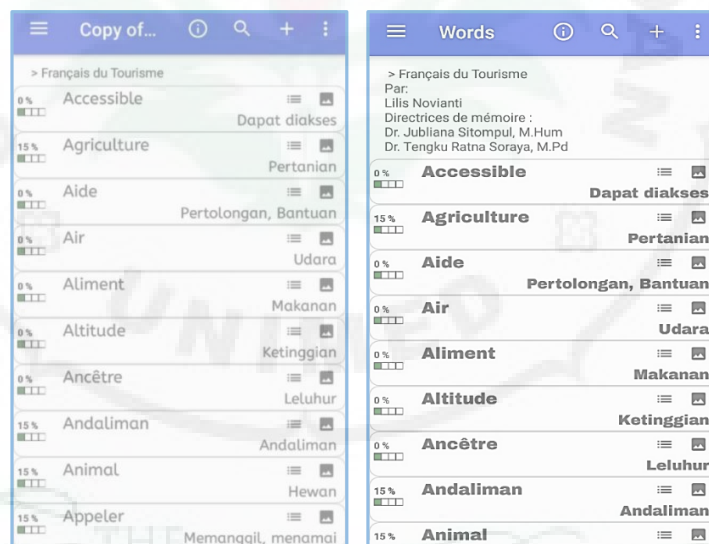 Copy of...
> Français du Tourisme
0 %
Accessible
Dapat diakses
15 %
Agriculture
Pertanian
0 %
Aide
Pertolongan, Bantuan
0 %
Air
Udara
0 %
Aliment
Makanan
0 %
Altitude
Ketinggian
0 %
Ancêtre
Leluhur
15 %
Andaliman
Andaliman
15 %
Animal
Hewan
15 %
Appeler
Memanggil, menamai
Words
> Français du Tourisme
Par:
Lilis Novianti
Directrices de mémoire :
Dr. Jubliana Sitompul, M.Hum
Dr. Tengku Ratna Soraya, M.Pd
0 %
Accessible
Dapat diakses
15 %
Agriculture
Pertanian
0 %
Aide
Pertolongan, Bantuan
0 %
Air
Udara
0 %
Aliment
Makanan
0 %
Altitude
Ketinggian
0 %
Ancêtre
Leluhur
15 %
Andaliman
Andaliman
15 %
Animal
UNIMED
THE